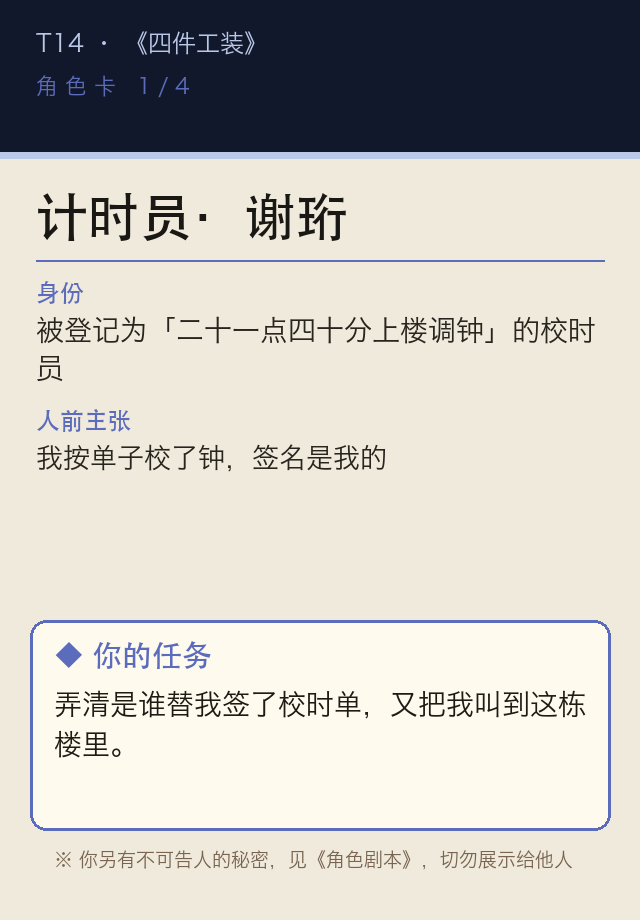 T14 · 《四件工装》
角色卡 1/4
计时员· 谢珩
身份
被登记为「二十一点四十分上楼调钟」的校时
员
人前主张
我按单子校了钟，签名是我的
◆ 你的任务
弄清是谁替我签了校时单，又把我叫到这栋
楼里。
※ 你另有不可告人的秘密，见《角色剧本》，切勿展示给他人